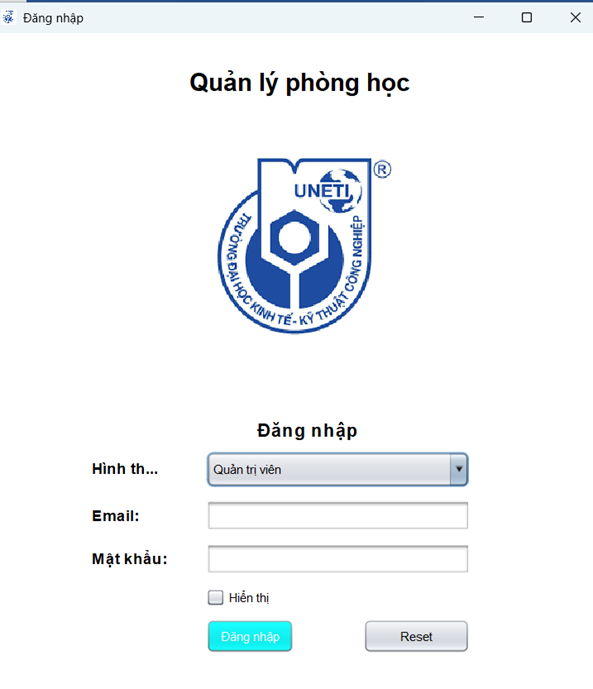 Đăng nhập
Quản lý phòng học
UNETI
®
TRƯỜNG ĐẠI HỌC KINH TẾ - KỸ THUẬT CÔNG NGHIỆP
Đăng nhập
Hình th...
Quản trị viên
Email:
Mật khẩu:
Hiển thị
Đăng nhập
Reset